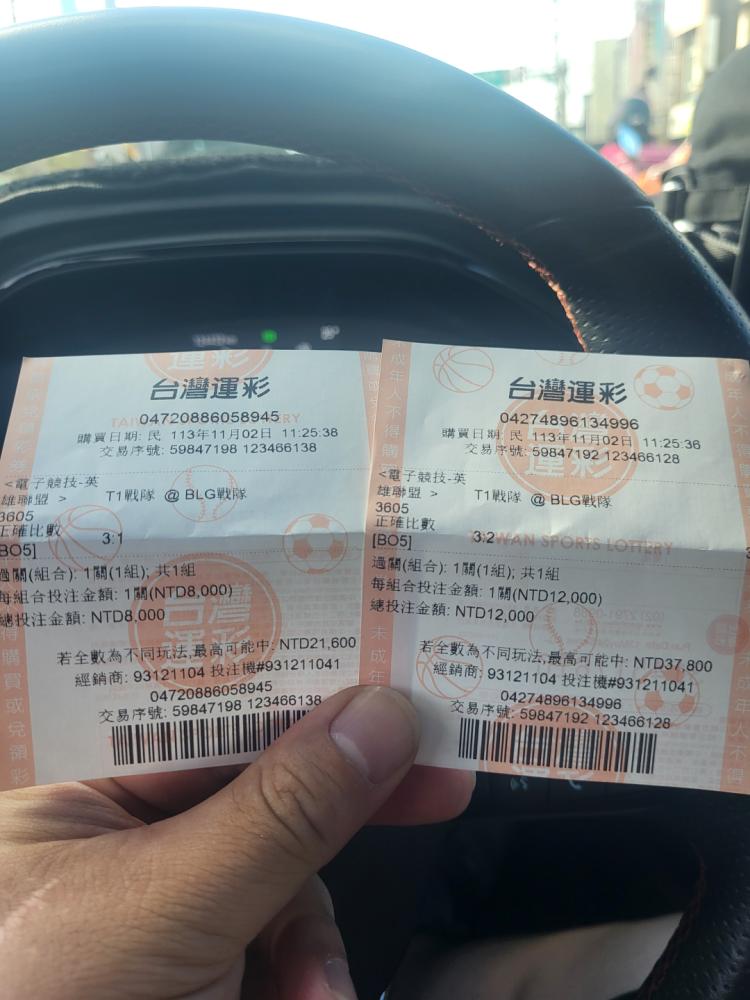 台灣運彩
TAIWAN SPORTS LOTTERY
04720886058945
購買日期: 民 113年11月02日 11:25:38
交易序號: 59847198 123466138
<電子競技-英
雄聯盟 > T1戰隊 @ BLG戰隊
3605
正確比數 3:1
[BO5]
過關(組合): 1關(1組); 共1組
每組合投注金額: 1關(NTD8,000)
總投注金額: NTD8,000
若全數為不同玩法,最高可能中: NTD21,600
經銷商: 93121104 投注機#931211041
04720886058945
交易序號: 59847198 123466138
台灣運彩
04274896134996
購買日期: 民 113年11月02日 11:25:36
交易序號: 59847192 123466128
<電子競技-英
雄聯盟 > T1戰隊 @ BLG戰隊
3605
正確比數 3:2
[BO5]
TAIWAN SPORTS LOTTERY
過關(組合): 1關(1組); 共1組
每組合投注金額: 1關(NTD12,000)
總投注金額: NTD12,000
若全數為不同玩法,最高可能中: NTD37,800
經銷商: 93121104 投注機#931211041
04274896134996
交易序號: 59847192 123466128